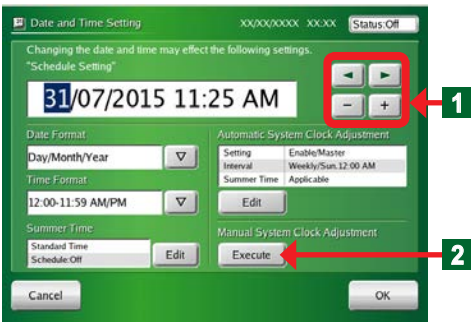 Date and Time Setting XX/XX/XXXX XX:XX Status:Off
Changing the date and time may effect the following settings.
"Schedule Setting"
31/07/2015 11:25 AM
- +
1
Date Format
Day/Month/Year
Time Format
12:00-11:59 AM/PM
Summer Time
Standard Time
Schedule:Off
Edit
Automatic System Clock Adjustment
Setting Enable/Master
Interval Weekly/Sun.12:00 AM
Summer Time Applicable
Edit
Manual System Clock Adjustment
Execute
2
Cancel
OK